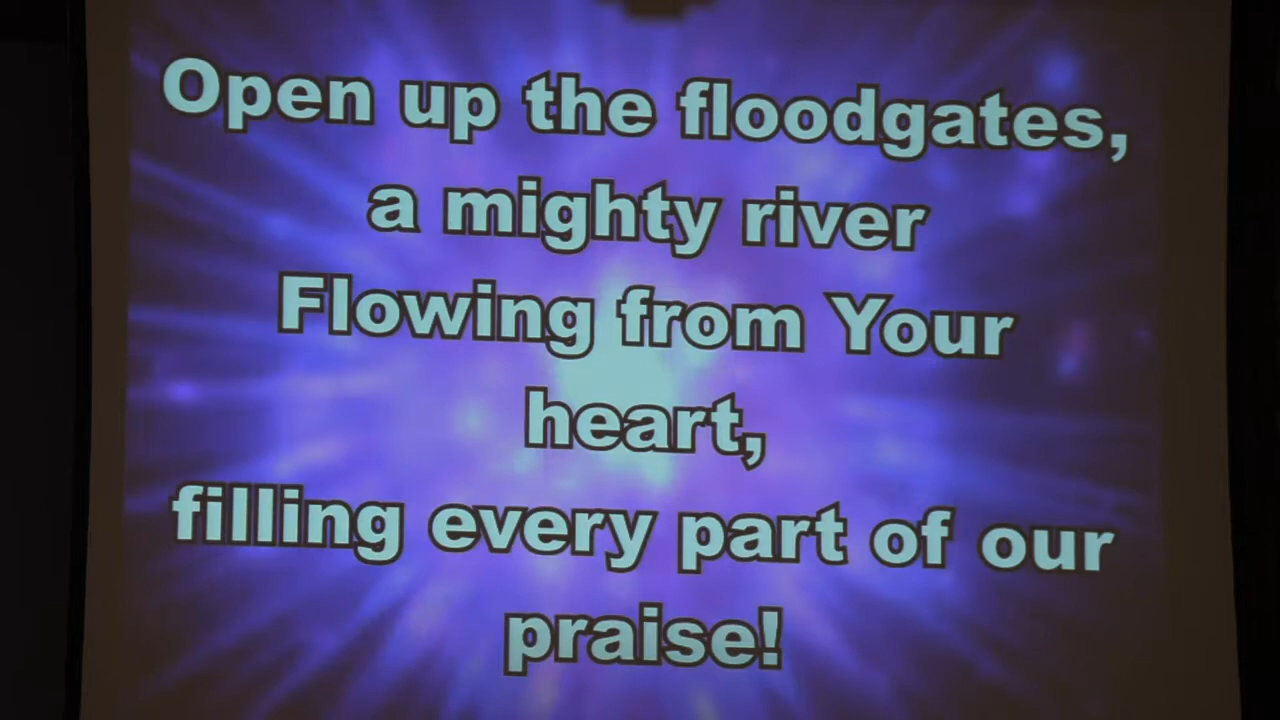 Open up the floodgates,
a mighty river
Flowing from Your
heart,
filling every part of our
praise!